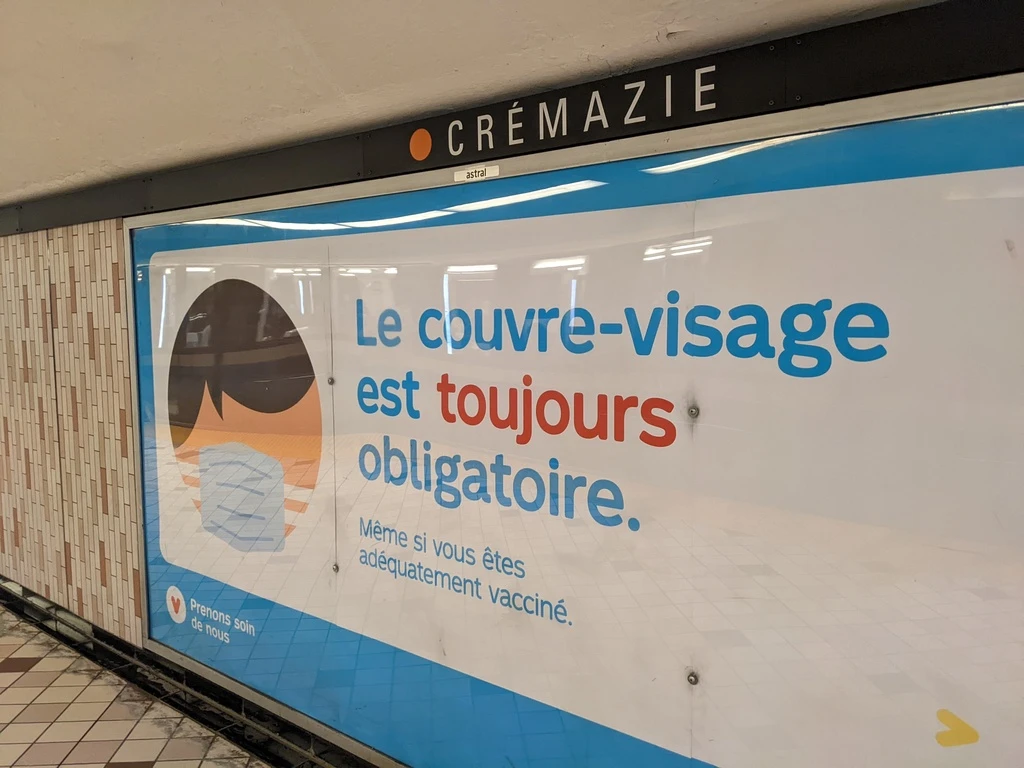 CRÉMAZIE
astral
Le couvre-visage
est toujours
obligatoire.
Même si vous êtes
adéquatement vacciné.
Prenons soin
de nous